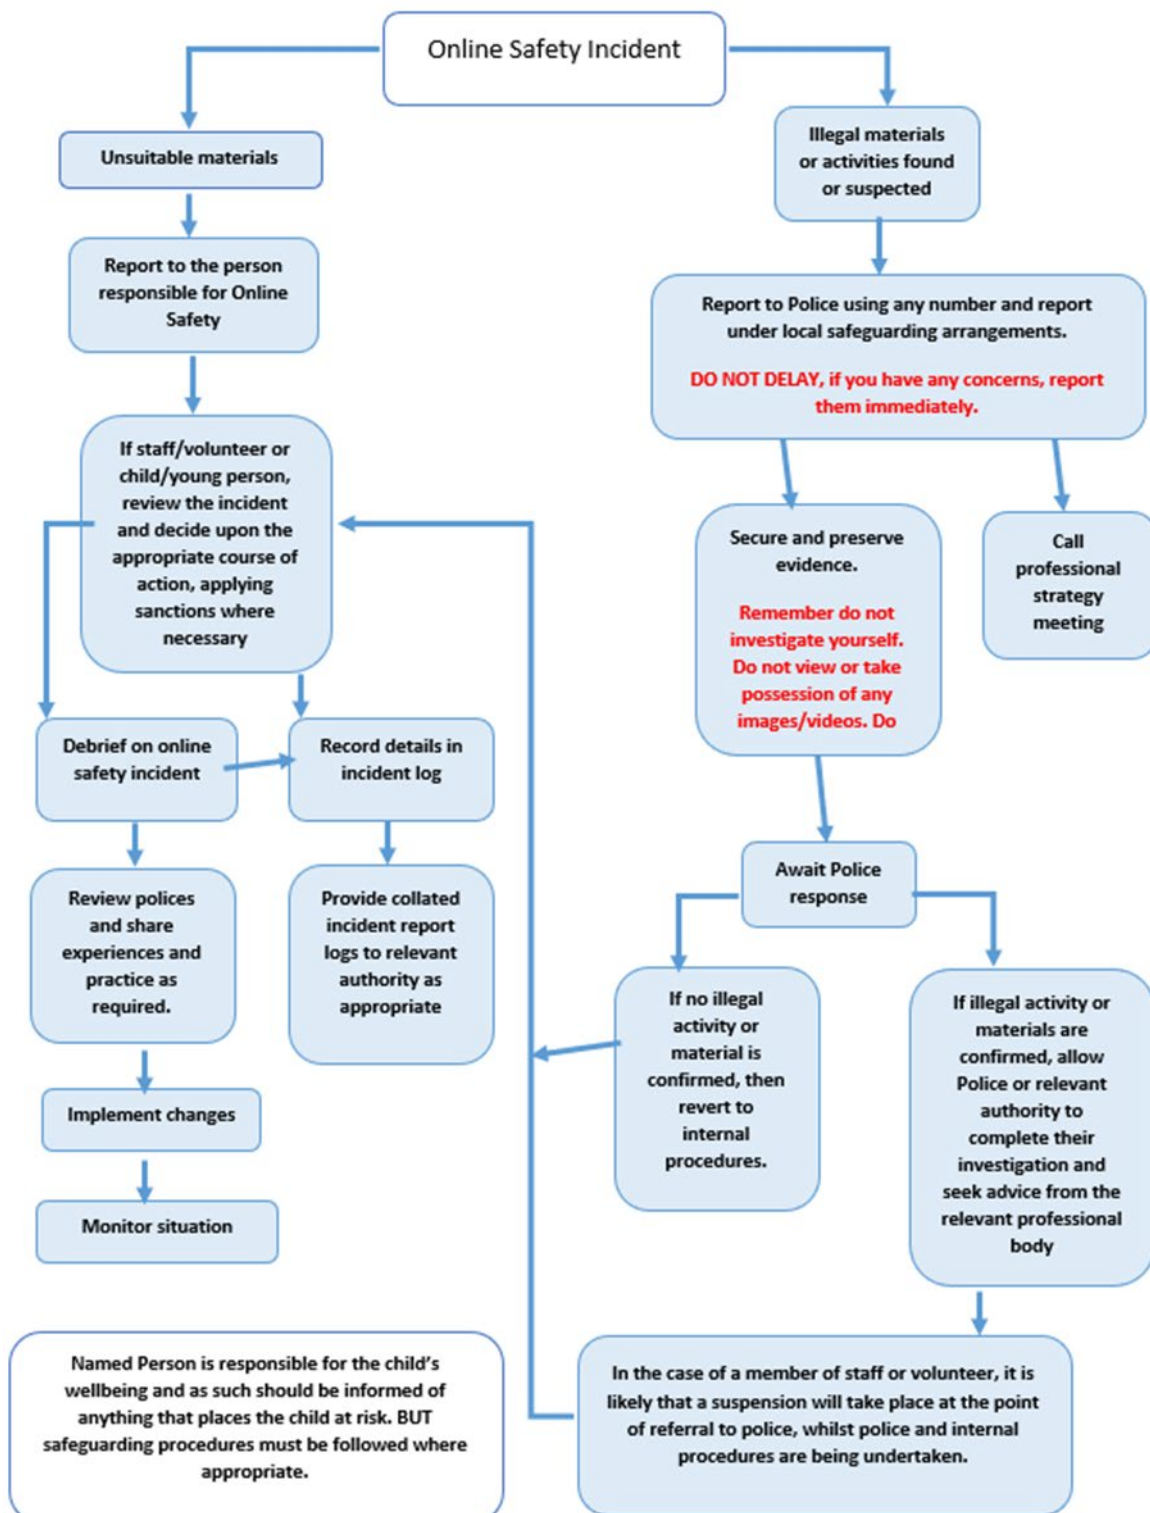 Online Safety Incident
Unsuitable materials
Illegal materials
or activities found
or suspected
Report to the person
responsible for Online
Safety
Report to Police using any number and report
under local safeguarding arrangements.
DO NOT DELAY, if you have any concerns, report
them immediately.
If staff/volunteer or
child/young person,
review the incident
and decide upon the
appropriate course of
action, applying
sanctions where
necessary
Secure and preserve
evidence.
Remember do not
investigate yourself.
Do not view or take
possession of any
images/videos. Do
Call
professional
strategy
meeting
Debrief on online
safety incident
Record details in
incident log
Review polices
and share
experiences and
practice as
required.
Provide collated
incident report
logs to relevant
authority as
appropriate
Await Police
response
If no illegal
activity or
material is
confirmed, then
revert to
internal
procedures.
If illegal activity or
materials are
confirmed, allow
Police or relevant
authority to
complete their
investigation and
seek advice from the
relevant professional
body
Implement changes
Monitor situation
Named Person is responsible for the child's
wellbeing and as such should be informed of
anything that places the child at risk. BUT
safeguarding procedures must be followed where
appropriate.
In the case of a member of staff or volunteer, it is
likely that a suspension will take place at the point
of referral to police, whilst police and internal
procedures are being undertaken.